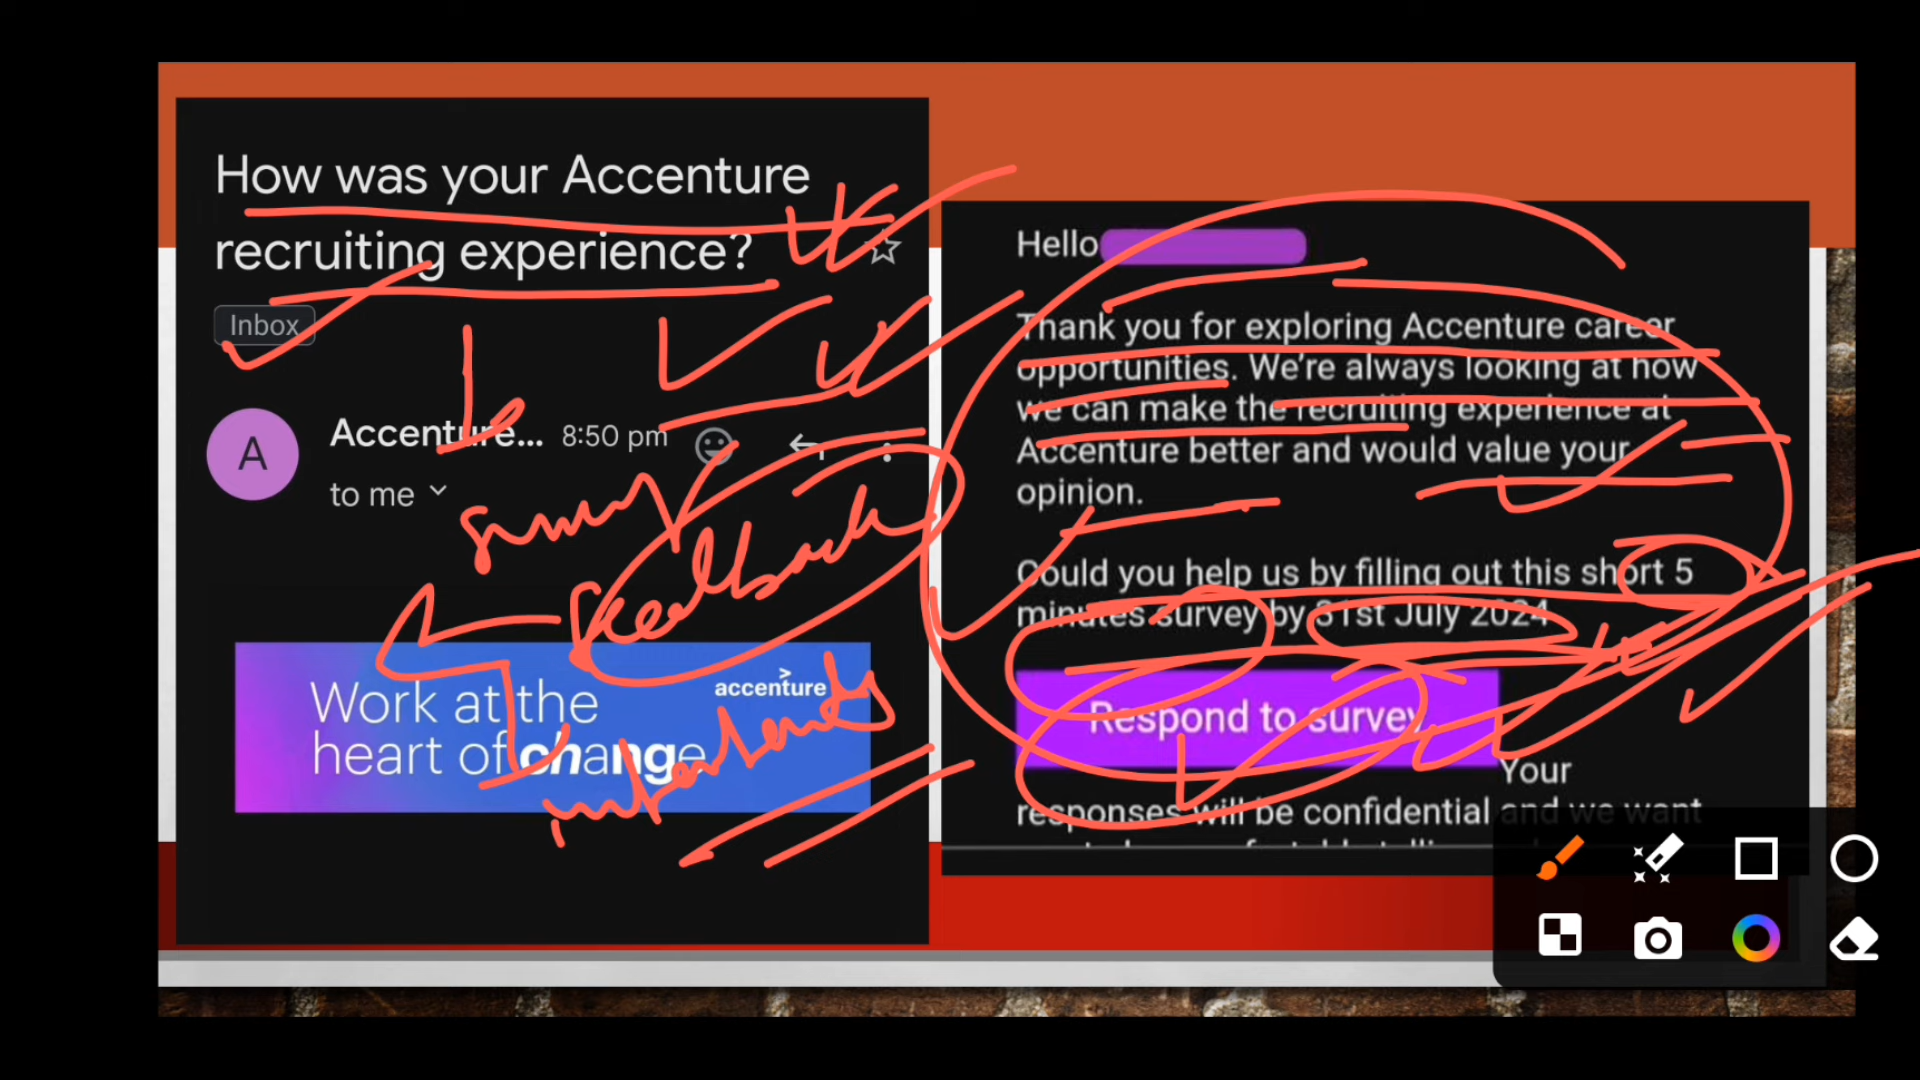 How was your Accenture
recruiting experience?
Inbox
A
Accenture... 8:50 pm
to me
survey
feedback
important
Work at the
heart of change
accenture
Hello
Thank you for exploring Accenture career
opportunities. We're always looking at how
we can make the recruiting experience at
Accenture better and would value your
opinion.
Could you help us by filling out this short 5
minutes survey by 31st July 2024
Respond to survey
Your
responses will be confidential and we want